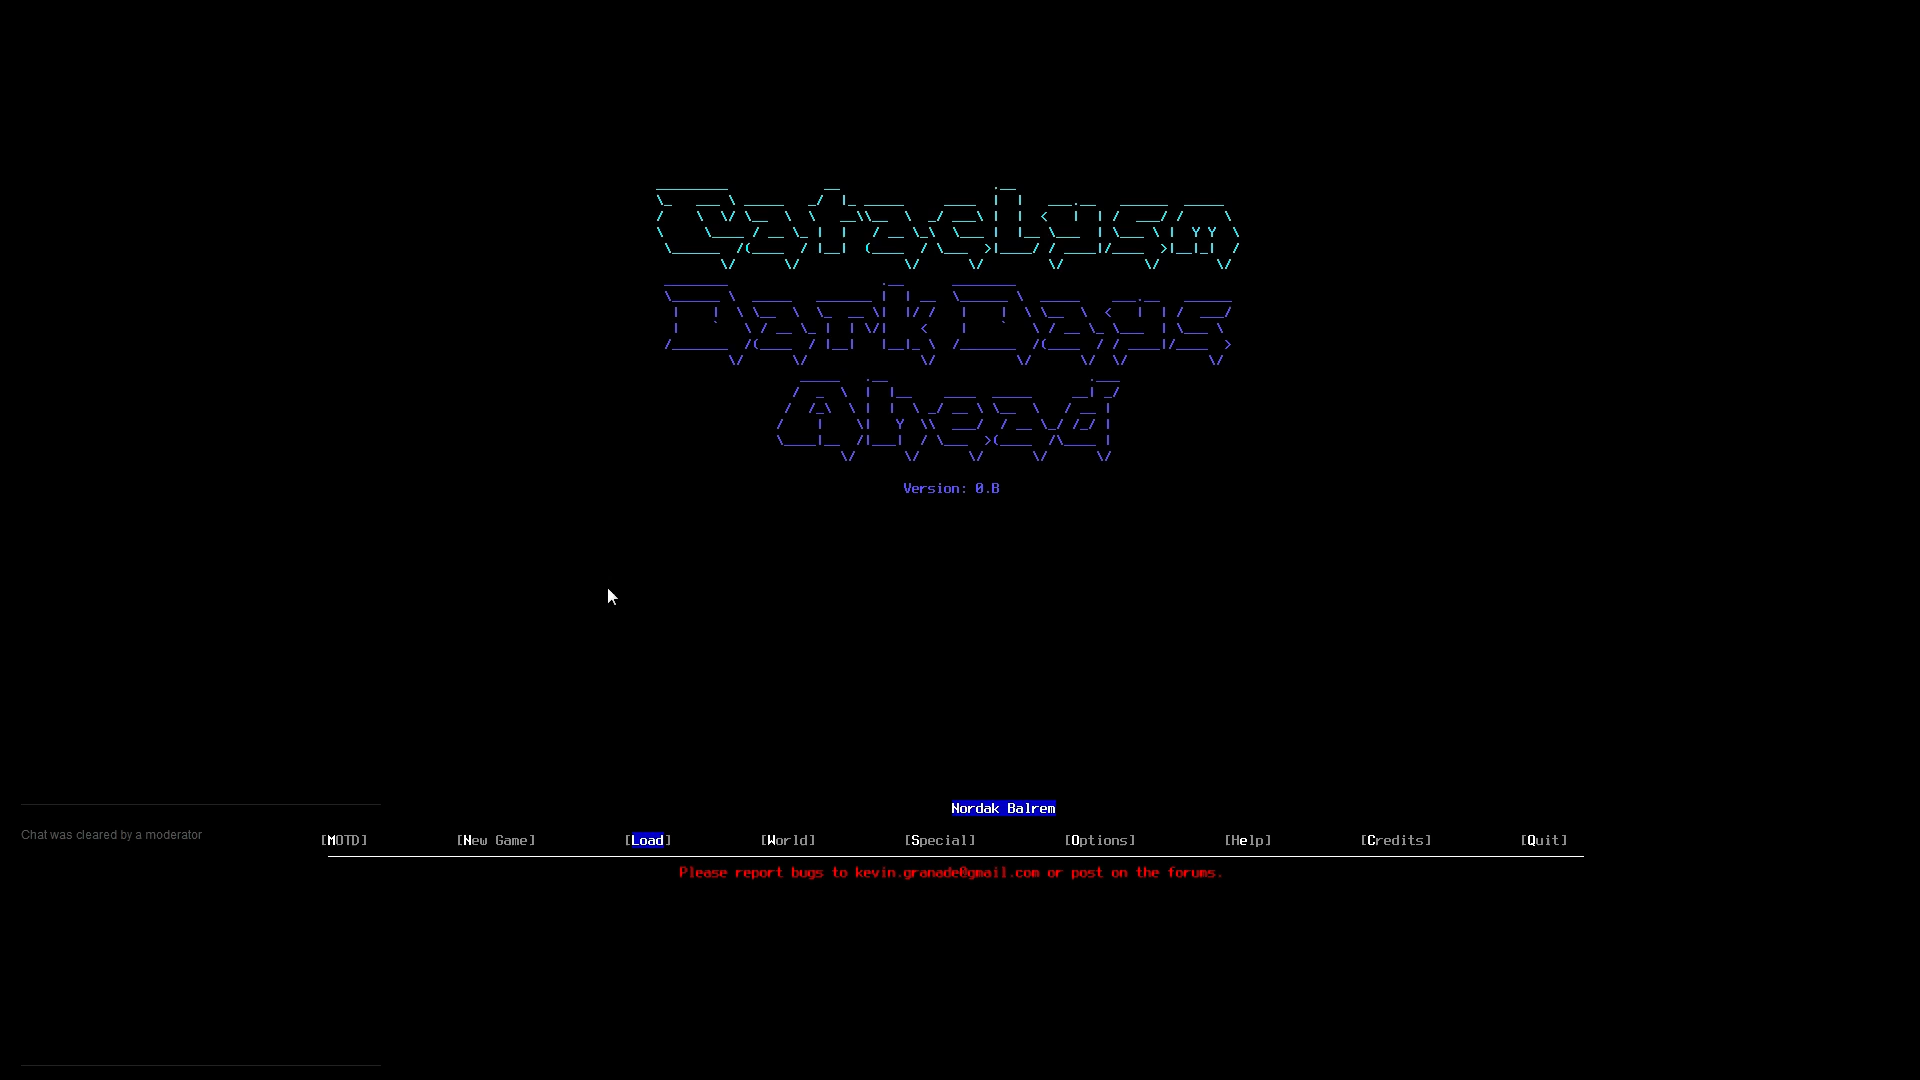 Cataclysm
Dark Days
Ahead
Version: 0.B
Nordak Balrem
Chat was cleared by a moderator
[MOTD] [New Game] [Load] [World] [Special] [Options] [Help] [Credits] [Quit]
Please report bugs to kevin.granade@gmail.com or post on the forums.